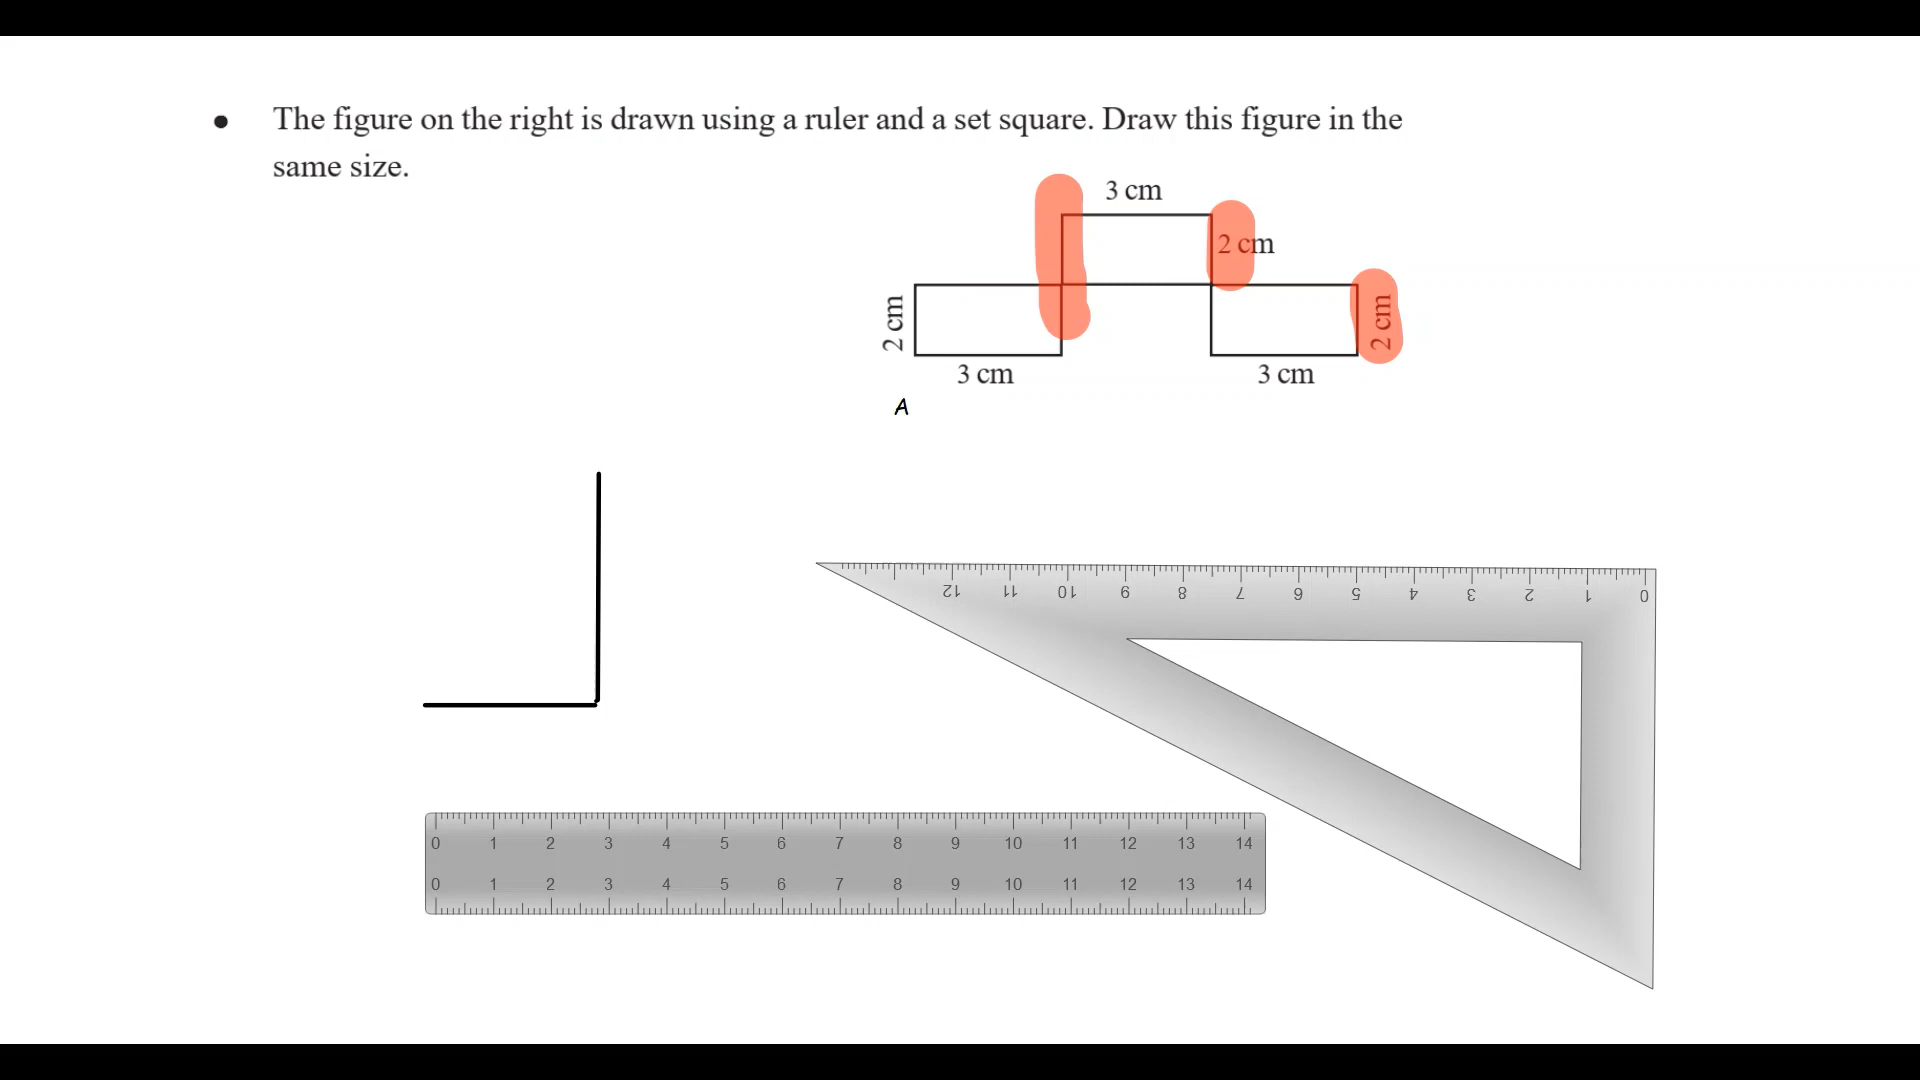 ● The figure on the right is drawn using a ruler and a set square. Draw this figure in the
same size.
3 cm
2 cm
2 cm
2 cm
3 cm
3 cm
A
12 11 10 9 8 7 6 5 4 3 2 1 0
0 1 2 3 4 5 6 7 8 9 10 11 12 13 14
0 1 2 3 4 5 6 7 8 9 10 11 12 13 14